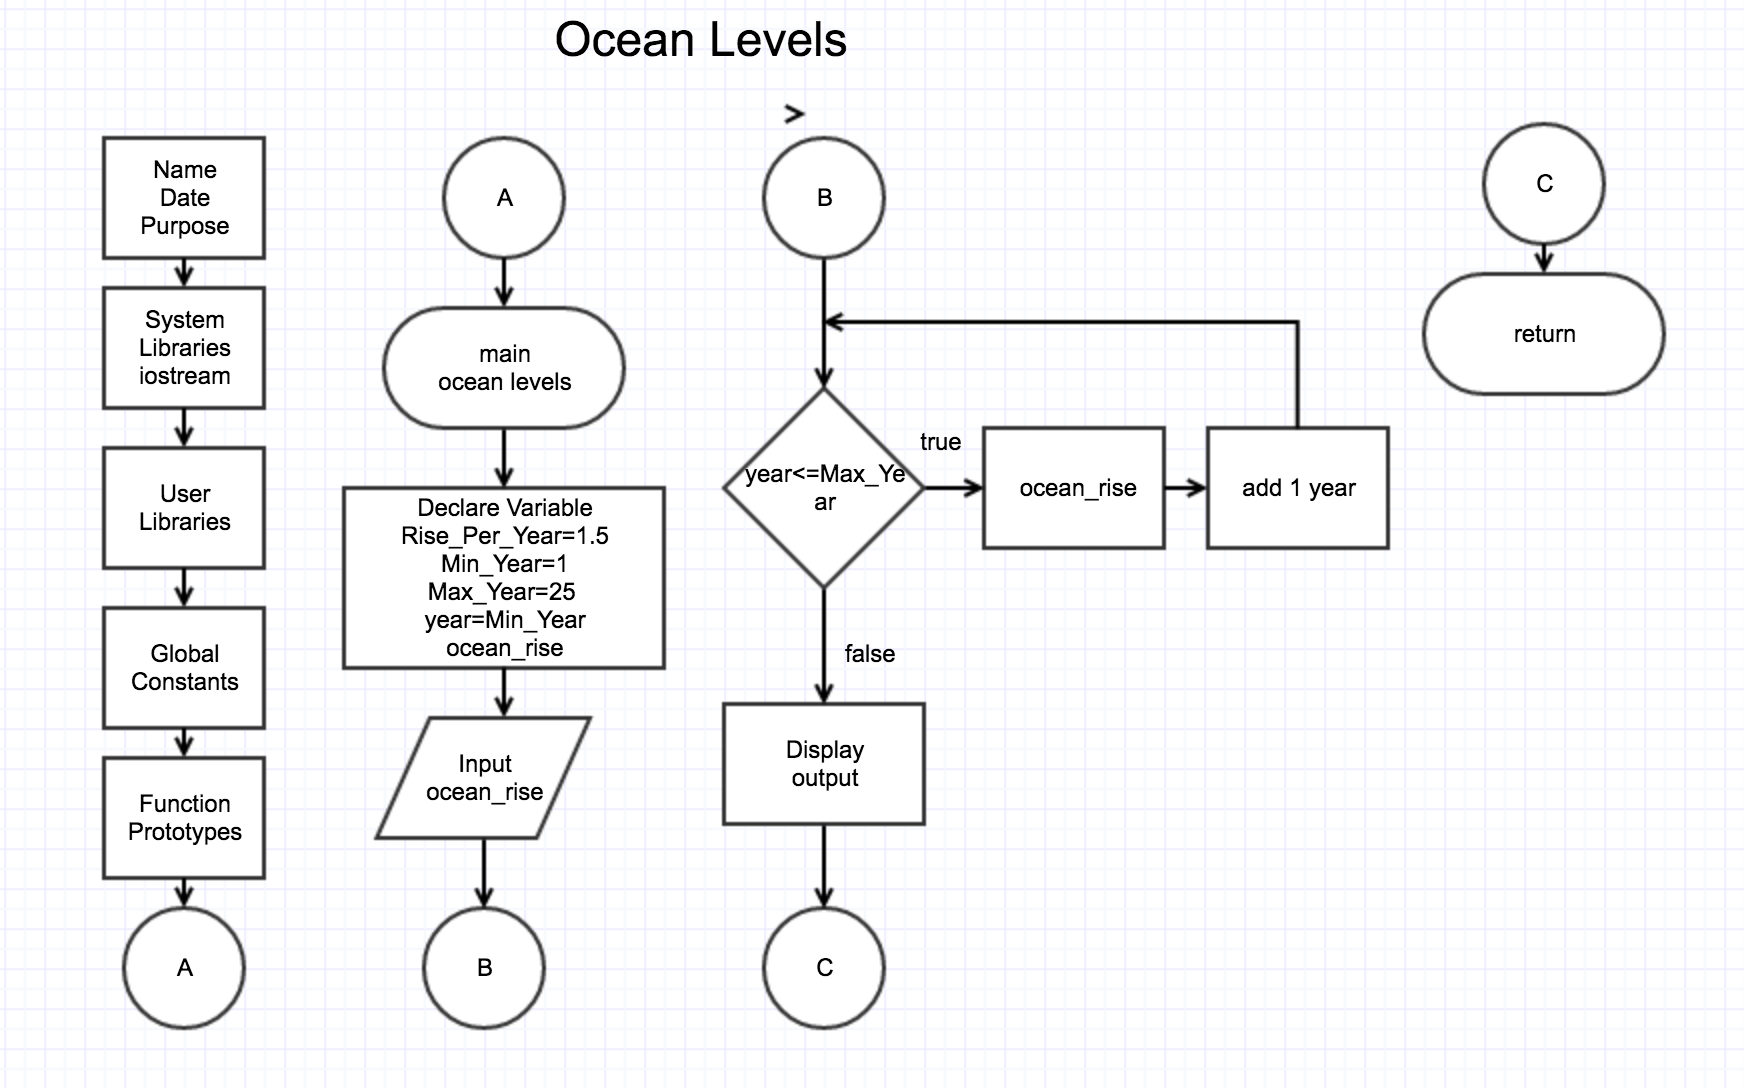 Ocean Levels
>
Name
Date
Purpose
System
Libraries
iostream
User
Libraries
Global
Constants
Function
Prototypes
A
A
main
ocean levels
Declare Variable
Rise_Per_Year=1.5
Min_Year=1
Max_Year=25
year=Min_Year
ocean_rise
Input
ocean_rise
B
B
year<=Max_Ye
ar
true
ocean_rise
add 1 year
false
Display
output
C
C
return